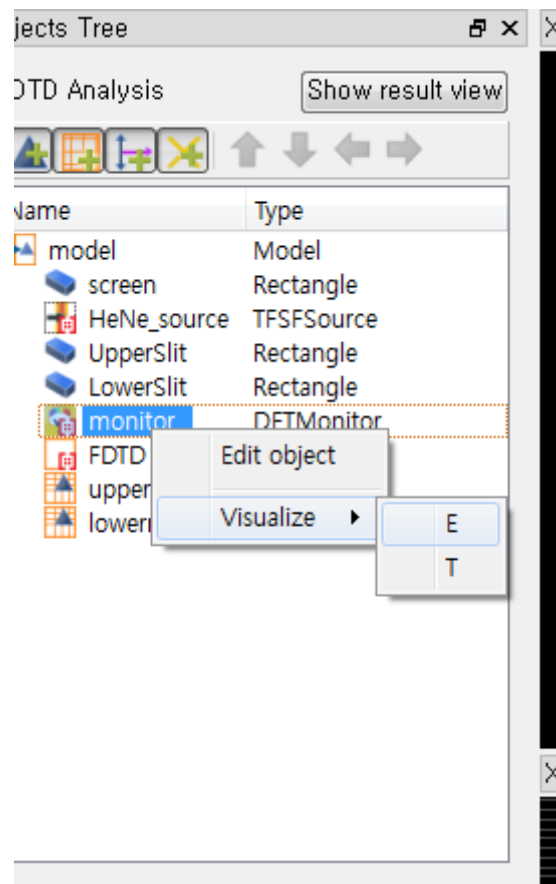 jects Tree
DTD Analysis
Show result view
Name Type
model Model
screen Rectangle
HeNe_source TFSFSource
UpperSlit Rectangle
LowerSlit Rectangle
monitor DFTMonitor
FDTD Edit object
upper
lower Visualize E
T